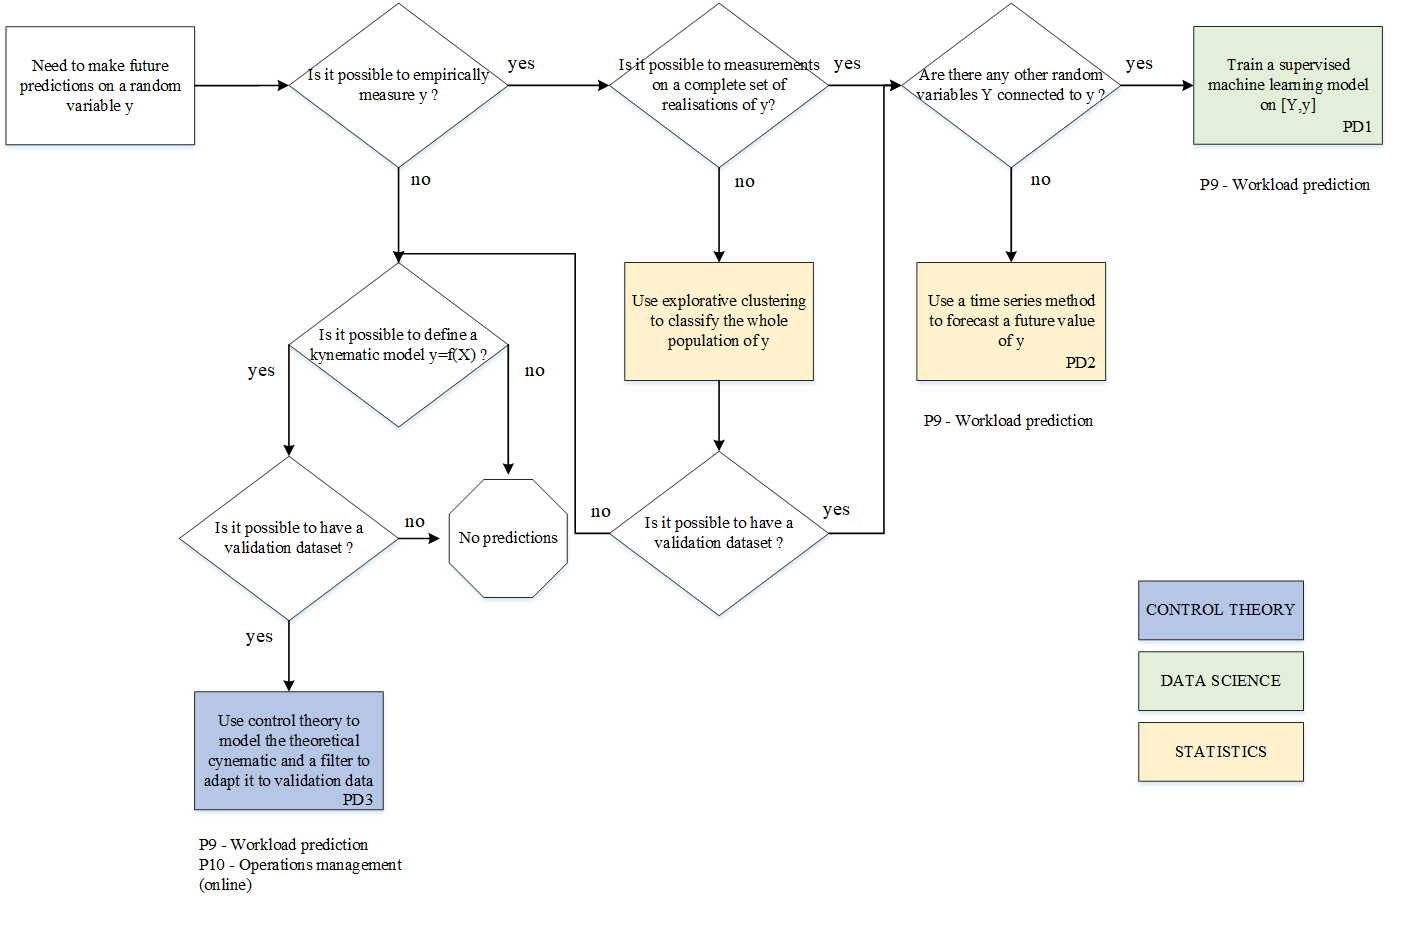 Need to make future
predictions on a random
variable y
Is it possible to empirically
measure y ?
yes
no
Is it possible to measurements
on a complete set of
realisations of y?
yes
no
Are there any other random
variables Y connected to y ?
yes
no
Train a supervised
machine learning model
on [Y,y]
PD1
P9 - Workload prediction
Is it possible to define a
kynematic model y=f(X) ?
yes
no
Use explorative clustering
to classify the whole
population of y
Use a time series method
to forecast a future value
of y
PD2
P9 - Workload prediction
Is it possible to have a
validation dataset ?
no
yes
No predictions
Is it possible to have a
validation dataset ?
no
yes
Use control theory to
model the theoretical
cynematic and a filter to
adapt it to validation data
PD3
P9 - Workload prediction
P10 - Operations management
(online)
CONTROL THEORY
DATA SCIENCE
STATISTICS